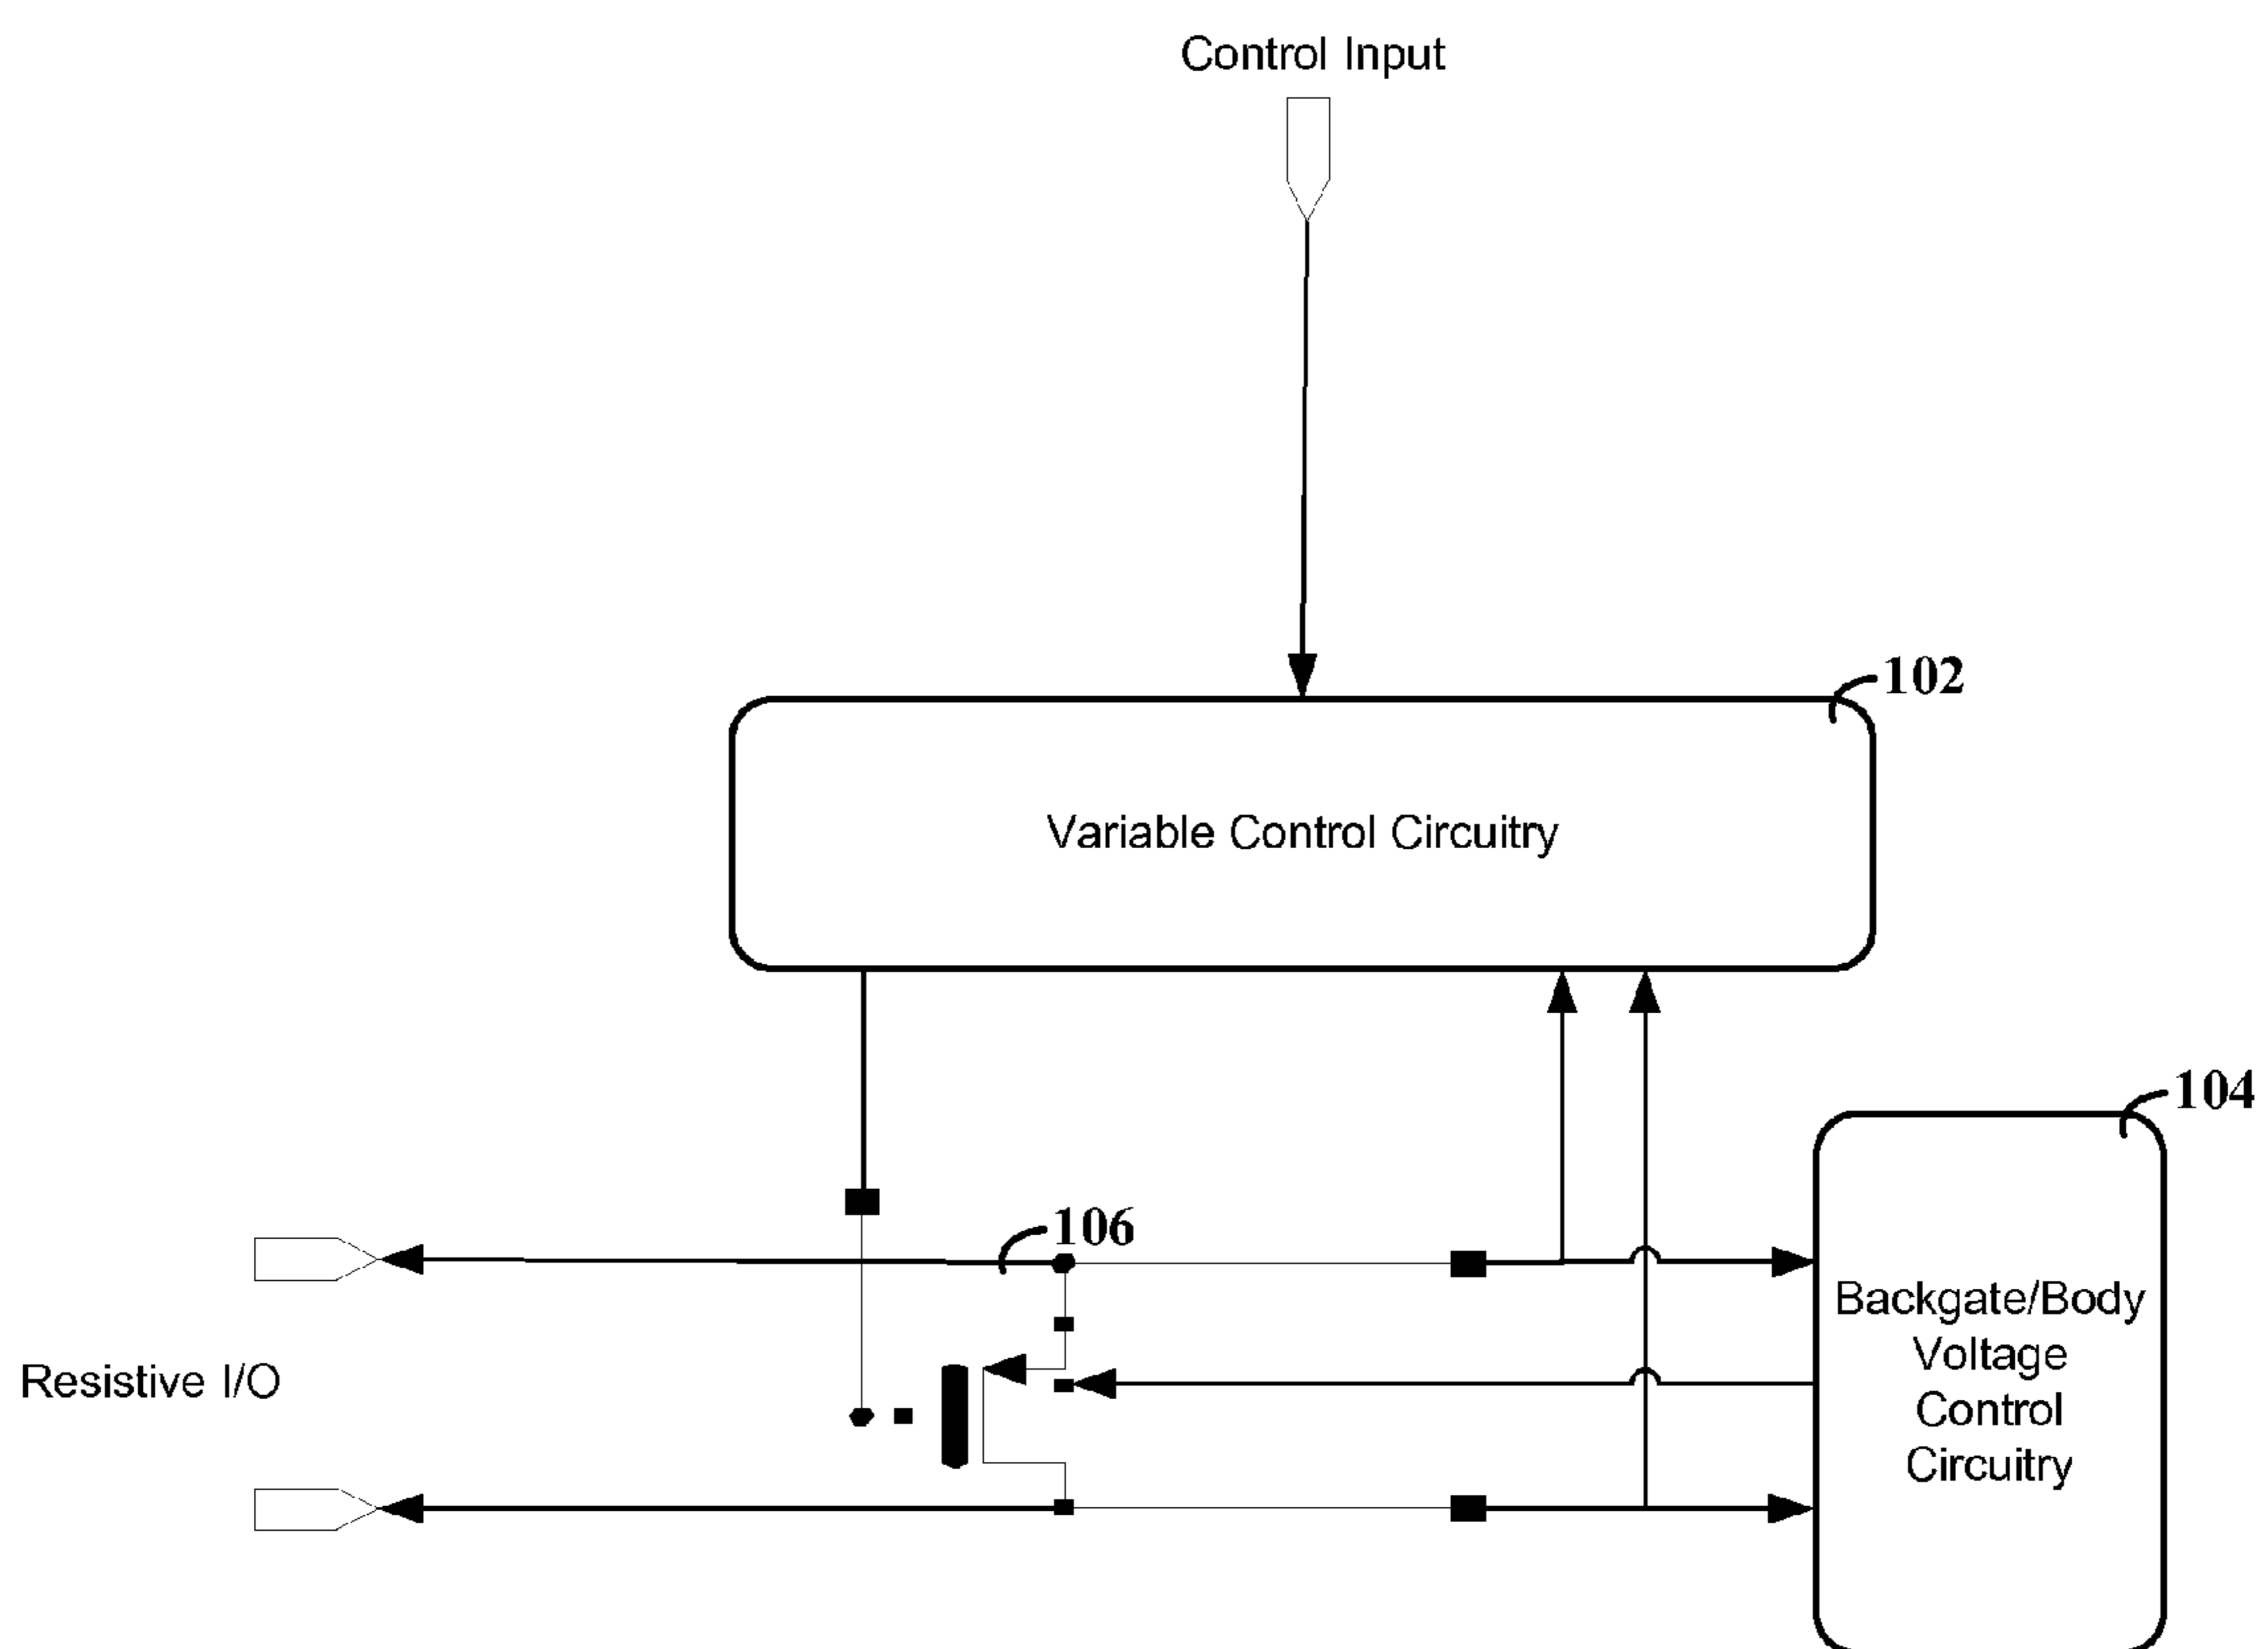 Control Input
102
Variable Control Circuitry
104
106
Backgate/Body
Voltage
Control
Circuitry
Resistive I/O